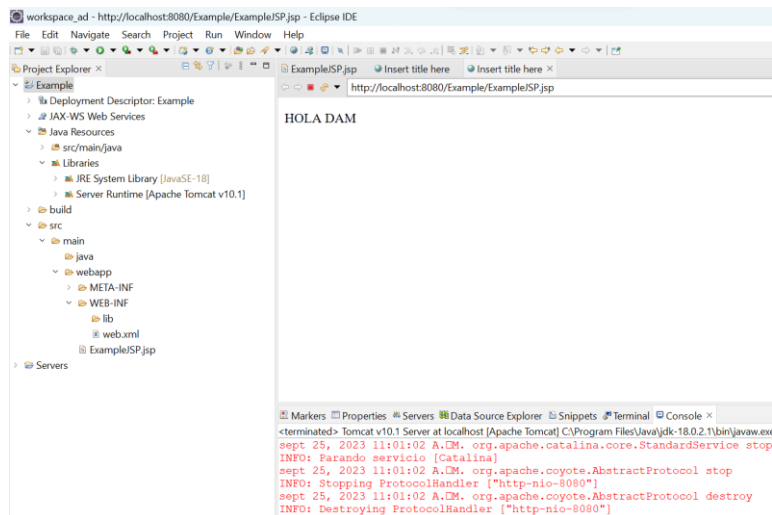 workspace_ad - http://localhost:8080/Example/ExampleJSP.jsp - Eclipse IDE
File Edit Navigate Search Project Run Window Help
Project Explorer
Example
Deployment Descriptor: Example
JAX-WS Web Services
Java Resources
src/main/java
Libraries
JRE System Library [JavaSE-18]
Server Runtime [Apache Tomcat v10.1]
build
src
main
java
webapp
META-INF
WEB-INF
lib
web.xml
ExampleJSP.jsp
Servers
ExampleJSP.jsp Insert title here Insert title here
http://localhost:8080/Example/ExampleJSP.jsp
HOLA DAM
Markers Properties Servers Data Source Explorer Snippets Terminal Console
<terminated> Tomcat v10.1 Server at localhost [Apache Tomcat] C:\Program Files\Java\jdk-18.0.2.1\bin\javaw.exe
sept 25, 2023 11:01:02 A.□M. org.apache.catalina.core.StandardService stop
INFO: Parando servicio [Catalina]
sept 25, 2023 11:01:02 A.□M. org.apache.coyote.AbstractProtocol stop
INFO: Stopping ProtocolHandler ["http-nio-8080"]
sept 25, 2023 11:01:02 A.□M. org.apache.coyote.AbstractProtocol destroy
INFO: Destroying ProtocolHandler ["http-nio-8080"]